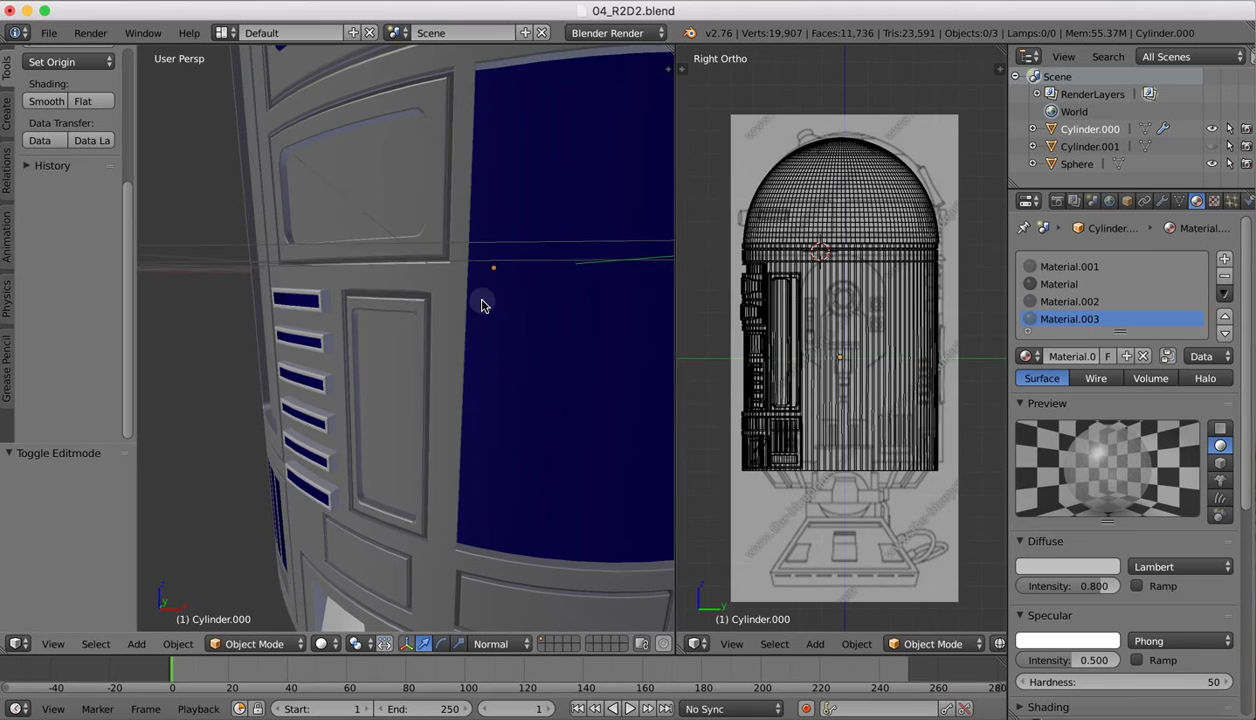 04_R2D2.blend
File Render Window Help Default Scene Blender Render v2.76 | Verts:19,907 | Faces:11,736 | Tris:23,591 | Objects:0/3 | Lamps:0/0 | Mem:55.37M | Cylinder.000
Set Origin
Shading:
Smooth Flat
Data Transfer:
Data Data La
History
Toggle Editmode
Tools
Create
Relations
Animation
Physics
Grease Pencil
User Persp
(1) Cylinder.000
Right Ortho
(1) Cylinder.000
View Search All Scenes
Scene
RenderLayers
World
Cylinder.000
Cylinder.001
Sphere
Cylinder.... Material....
Material.001
Material
Material.002
Material.003
Material.0 F Data
Surface Wire Volume Halo
Preview
Diffuse
Lambert
Intensity: 0.800 Ramp
Specular
Phong
Intensity: 0.500 Ramp
Hardness: 50
Shading
View Select Add Object Object Mode Normal
View Select Add Object Object Mode
-40 -20 0 20 40 60 80 100 120 140 160 180 200 220 240 260 280
View Marker Frame Playback Start: 1 End: 250 1 No Sync